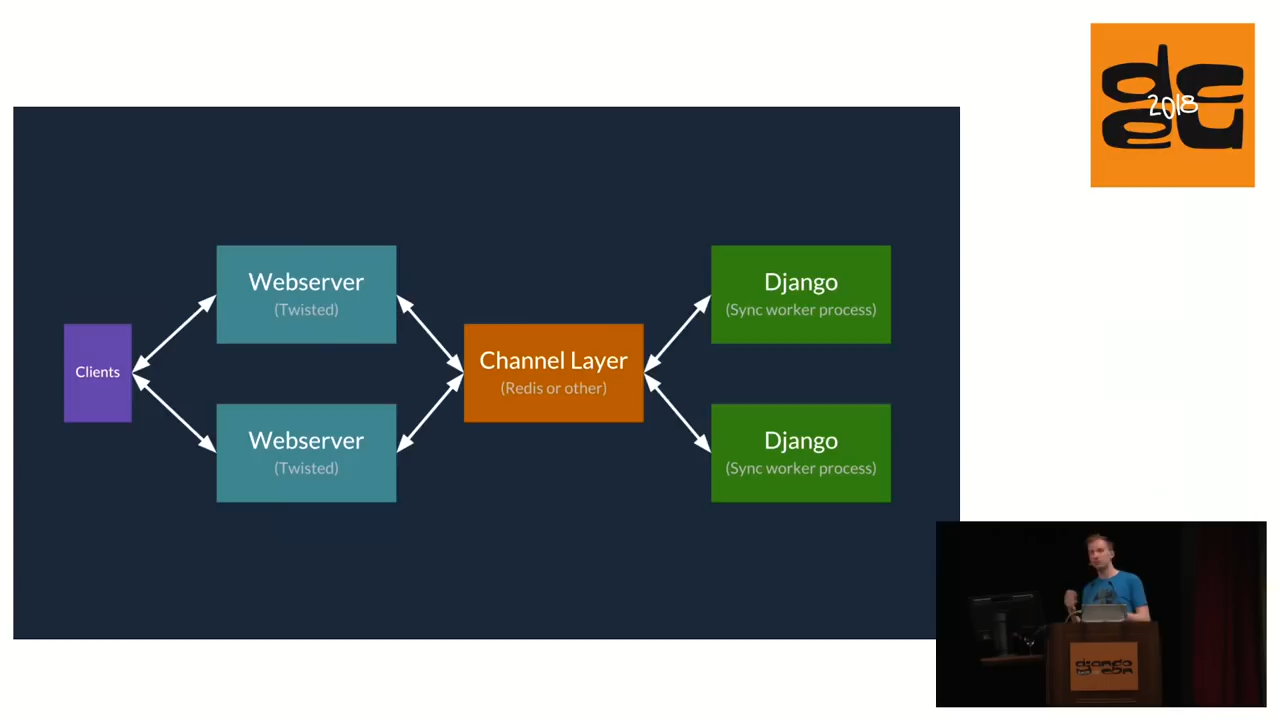 2018
Clients
Webserver
(Twisted)
Webserver
(Twisted)
Channel Layer
(Redis or other)
Django
(Sync worker process)
Django
(Sync worker process)
django